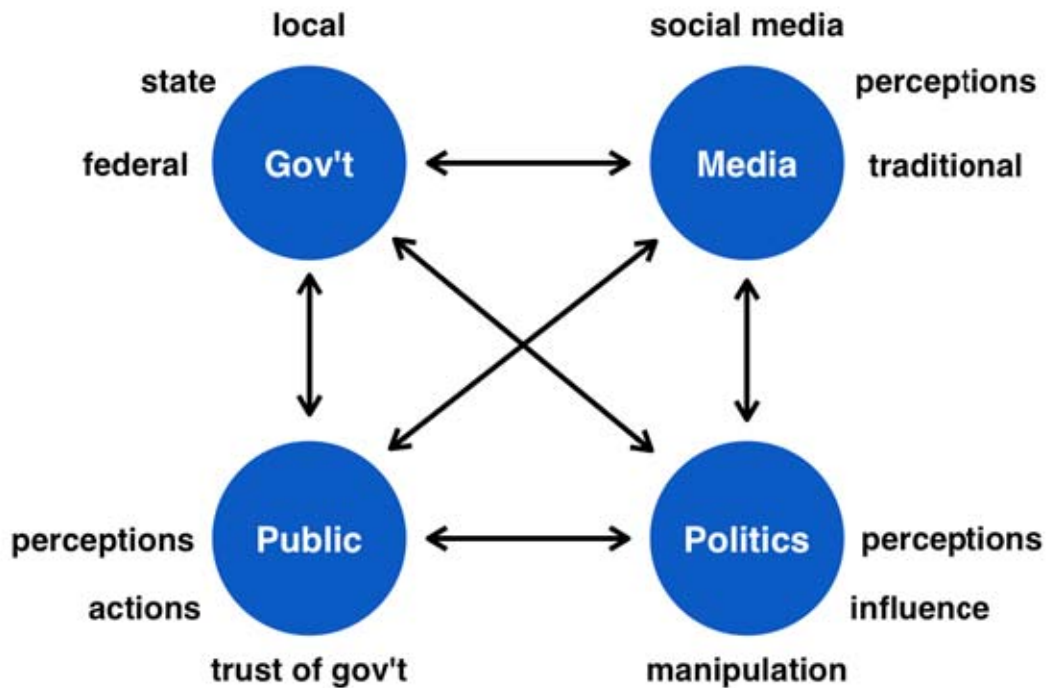 local
social media
state
perceptions
federal
Gov't
Media
traditional
perceptions
Public
Politics
perceptions
actions
influence
trust of gov't
manipulation